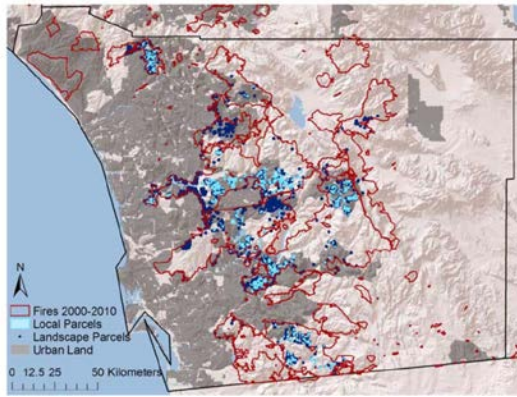 N
Fires 2000-2010
Local Parcels
Landscape Parcels
Urban Land
0 12.5 25 50 Kilometers